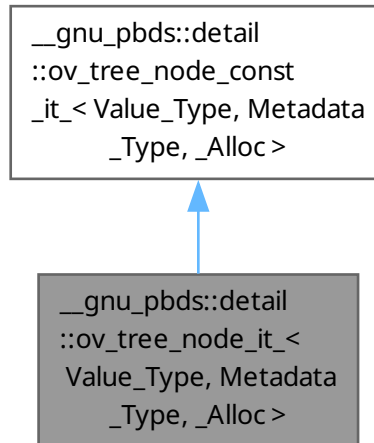 __gnu_pbds::detail
::ov_tree_node_const
_it_< Value_Type, Metadata
_Type, _Alloc >
__gnu_pbds::detail
::ov_tree_node_it_<
Value_Type, Metadata
_Type, _Alloc >